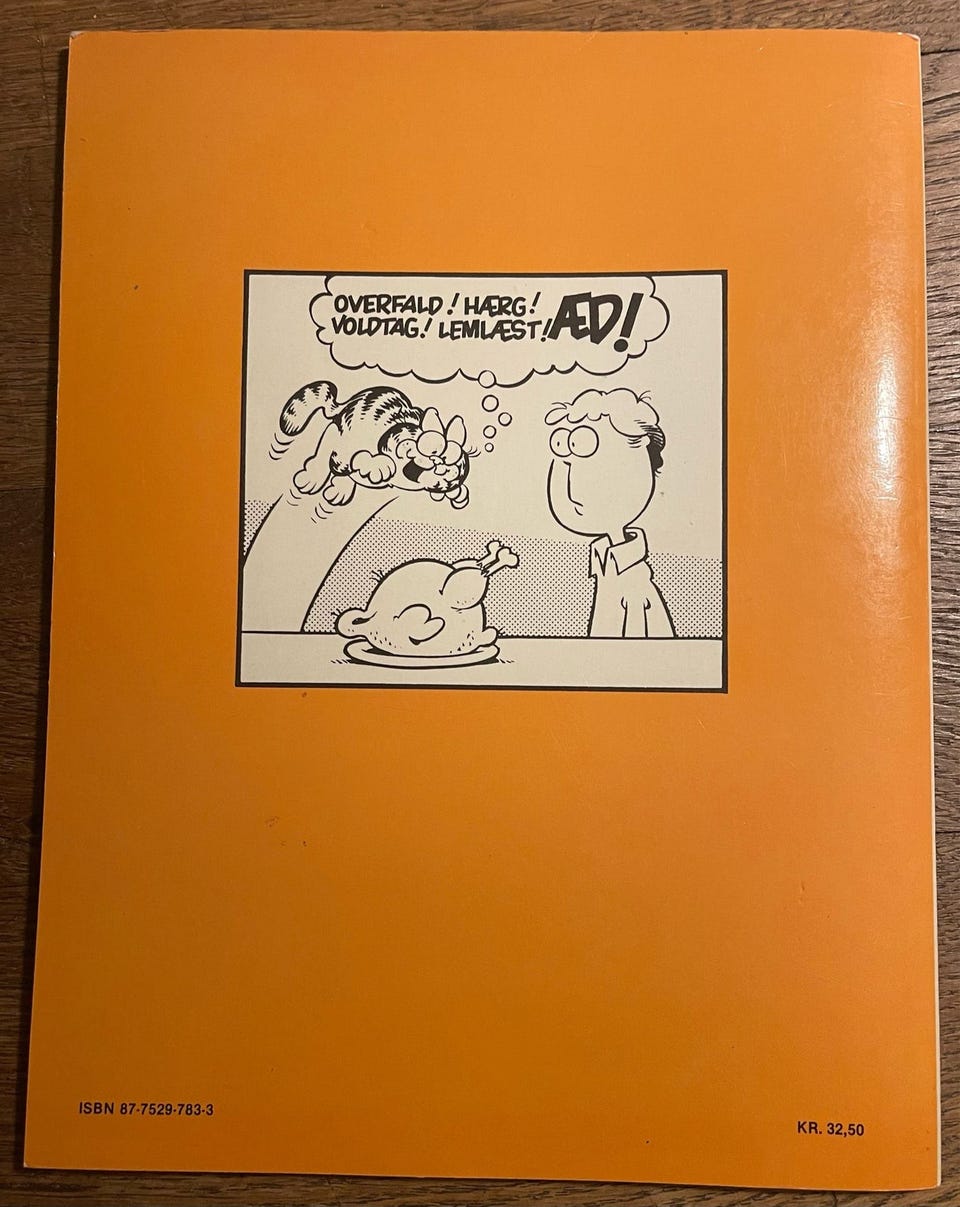 OVERFALD! HÆRG!
VOLDTAG! LEMLÆST! ÆD!
ISBN 87-7529-783-3
KR. 32,50